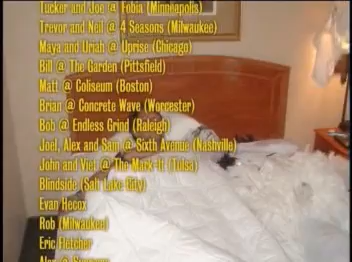 Tucker and Joe @ Fobia (Minneapolis)
Trevor and Neil @ 4 Seasons (Milwaukee)
Maya and Uriah @ Uprise (Chicago)
Bill @ The Garden (Pittsfield)
Matt @ Coliseum (Boston)
Brian @ Concrete Wave (Worcester)
Bob @ Endless Grind (Raleigh)
Joel, Alex and Sam @ Sixth Avenue (Nashville)
John and Viet @ The Mark-It (Tulsa)
Blindside (Salt Lake City)
Evan Hecox
Rob (Milwaukee)
Eric Fletcher